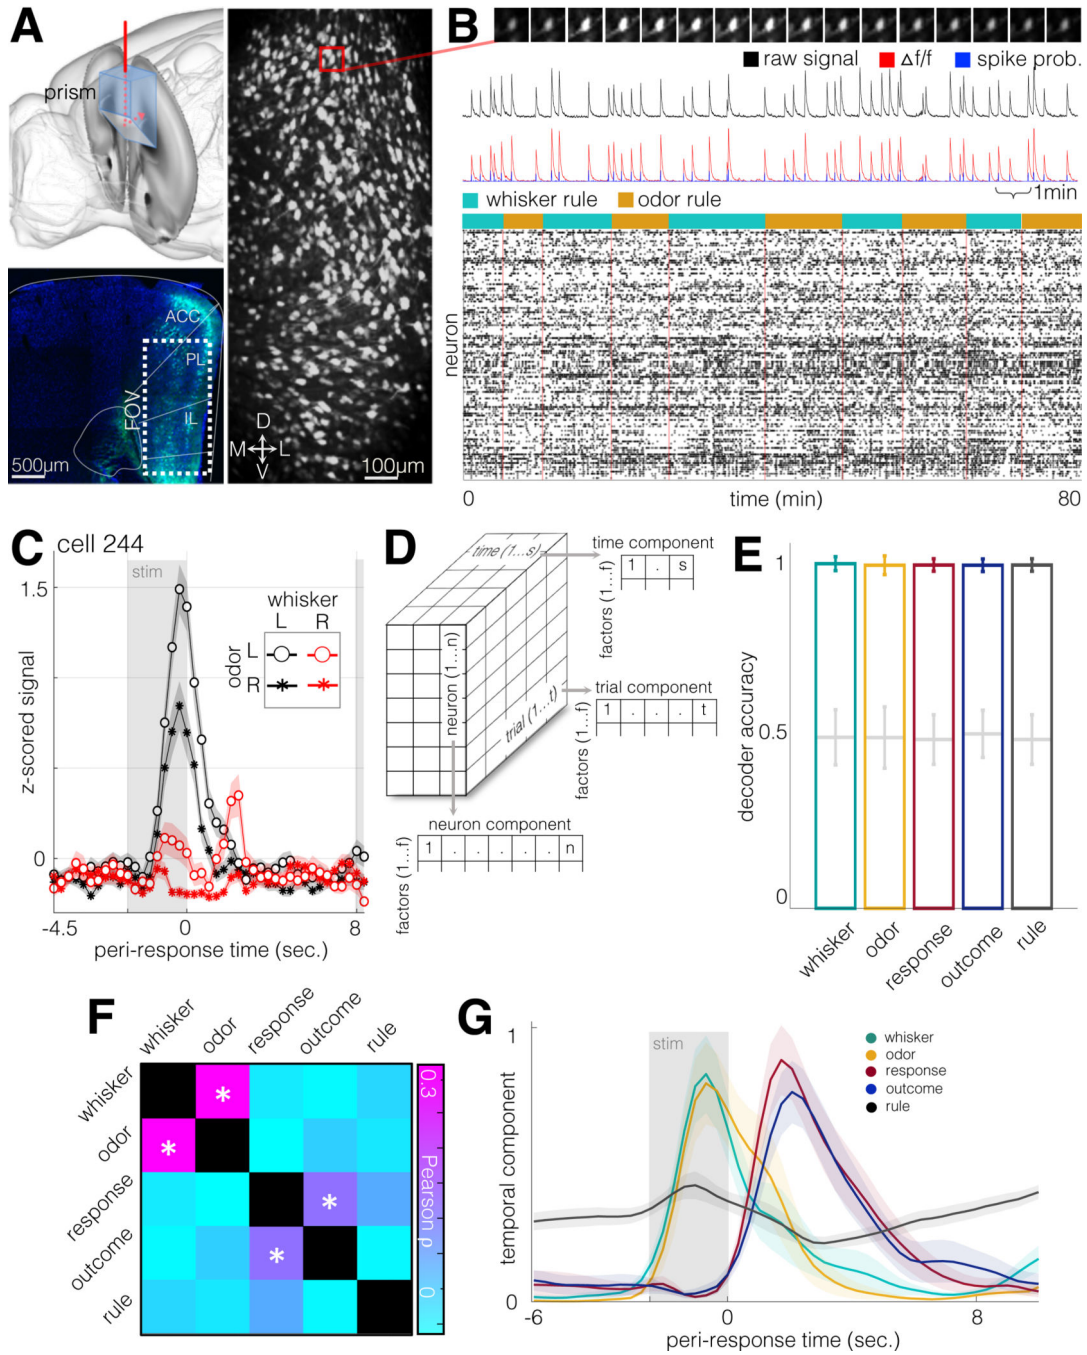 A
prism
ACC
PL
IL
FOV
500μm
D
M L
V
100μm
B
raw signal Δf/f spike prob.
1min
whisker rule odor rule
neuron
0 time (min) 80
C cell 244
stim
1.5
0
z-scored signal
whisker
L R
odor
L
R
-4.5 0 8
peri-response time (sec.)
D
time (1...s)
neuron (1...n)
trial (1...t)
time component
factors (1...f)
1 . s
trial component
factors (1...f)
1 . . . t
neuron component
factors (1...f)
1 . . . . . n
E
1
0.5
0
decoder accuracy
whisker odor response outcome rule
F
whisker odor response outcome rule
whisker
*
odor
*
response
*
outcome
*
rule
0.3
Pearson ρ
0
G
1
stim
whisker
odor
response
outcome
rule
temporal component
0
-6 0 8
peri-response time (sec.)